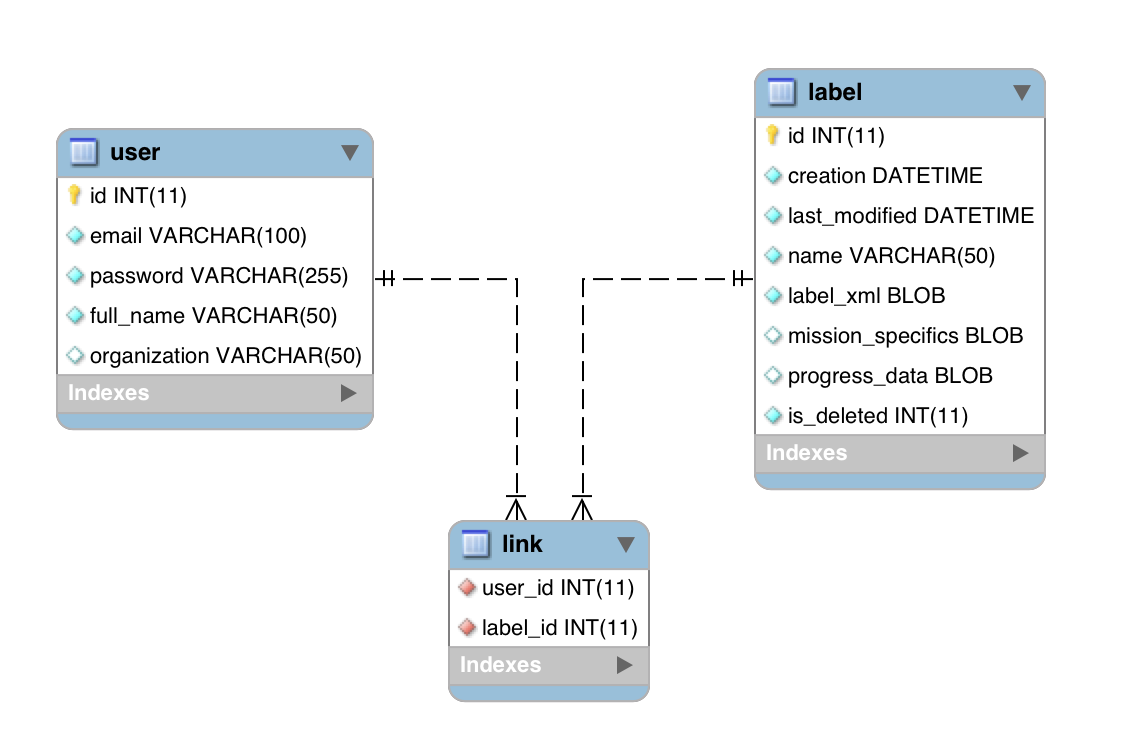 user
id INT(11)
email VARCHAR(100)
password VARCHAR(255)
full_name VARCHAR(50)
organization VARCHAR(50)
Indexes
label
id INT(11)
creation DATETIME
last_modified DATETIME
name VARCHAR(50)
label_xml BLOB
mission_specifics BLOB
progress_data BLOB
is_deleted INT(11)
Indexes
link
user_id INT(11)
label_id INT(11)
Indexes